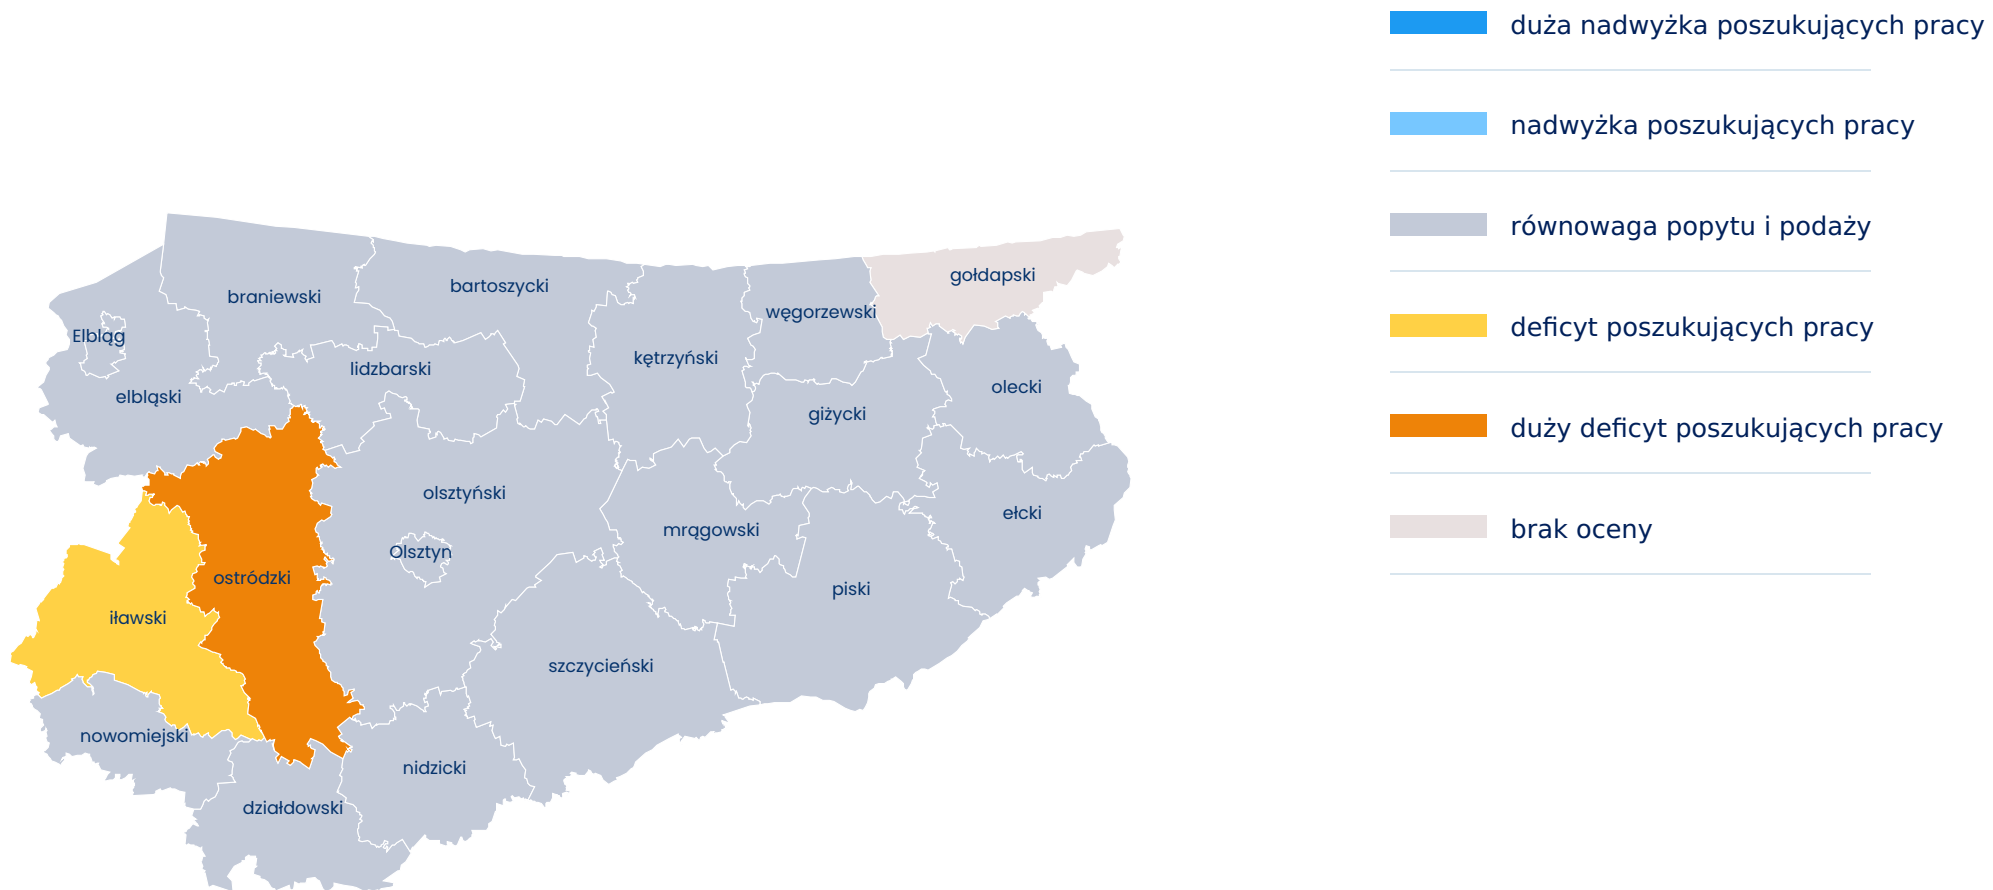 duża nadwyżka poszukujących pracy
nadwyżka poszukujących pracy
równowaga popytu i podaży
deficyt poszukujących pracy
duży deficyt poszukujących pracy
brak oceny
gołdapski
bartoszycki
braniewski
węgorzewski
Elbląg
kętrzyński
lidzbarski
olecki
elbląski
giżycki
olsztyński
ełcki
mrągowski
Olsztyn
ostródzki
piski
iławski
szczycieński
nowomiejski
nidzicki
działdowski